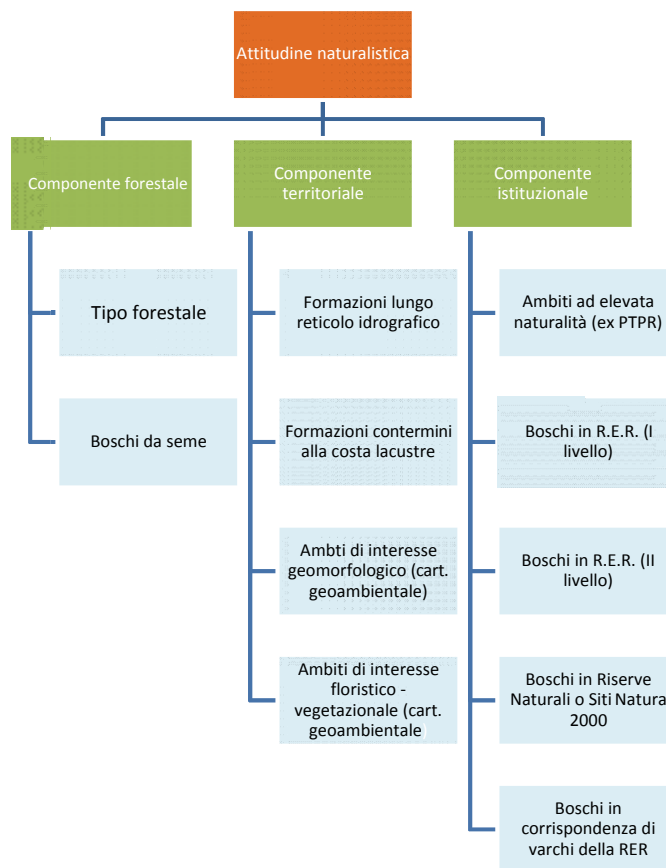 Attitudine naturalistica
Componente forestale
Tipo forestale
Boschi da seme
Componente
territoriale
Formazioni lungo
reticolo idrografico
Formazioni contermini
alla costa lacustre
Ambti di interesse
geomorfologico (cart.
geoambientale)
Ambiti di interesse
floristico -
vegetazionale (cart.
geoambientale)
Componente
istituzionale
Ambiti ad elevata
naturalità (ex PTPR)
Boschi in R.E.R. (I
livello)
Boschi in R.E.R. (II
livello)
Boschi in Riserve
Naturali o Siti Natura
2000
Boschi in
corrispondenza di
varchi della RER